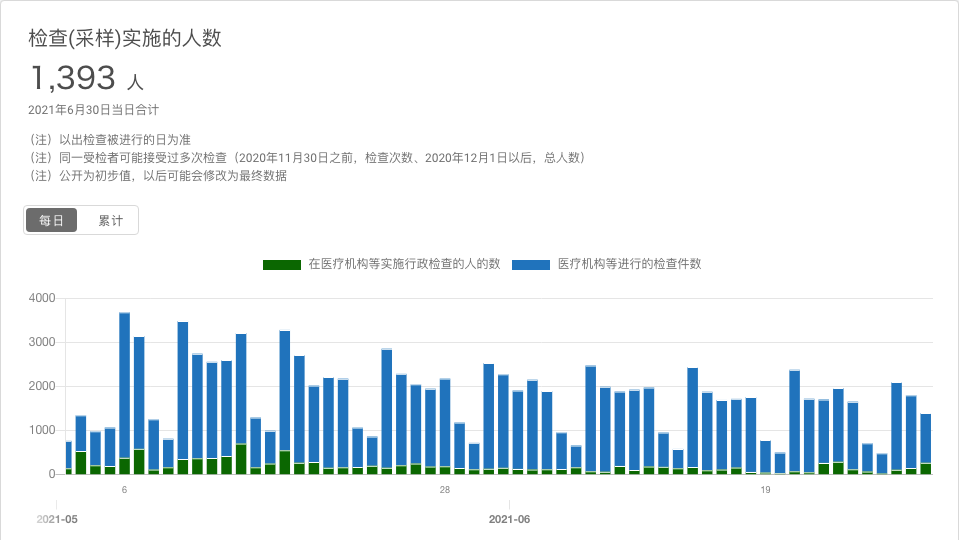 检查(采样)实施的人数
1,393 人
2021年6月30日当日合计
（注）以出检查被进行的日为准
（注）同一受检者可能接受过多次检查（2020年11月30日之前，检查次数、2020年12月1日以后，总人数）
（注）公开为初步值，以后可能会修改为最终数据
每日 累计
在医疗机构等实施行政检查的人的数 医疗机构等进行的检查件数
4000
3000
2000
1000
0
6 28 19
2021-05 2021-06